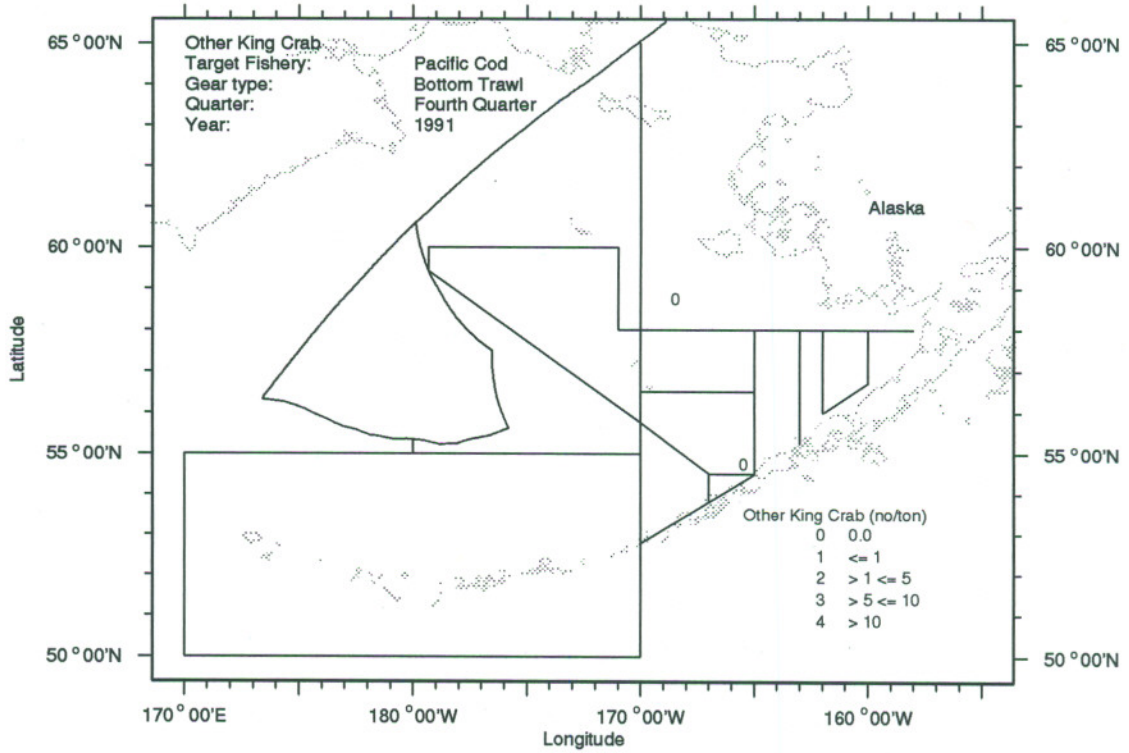 65°00'N
65°00'N
Other King Crab
Target Fishery: Pacific Cod
Gear type: Bottom Trawl
Quarter: Fourth Quarter
Year: 1991
Alaska
60°00'N
60°00'N
0
Latitude
55°00'N
55°00'N
0
Other King Crab (no/ton)
0 0.0
1 <= 1
2 > 1 <= 5
3 > 5 <= 10
4 > 10
50°00'N
50°00'N
170°00'E 180°00'W 170°00'W 160°00'W
Longitude